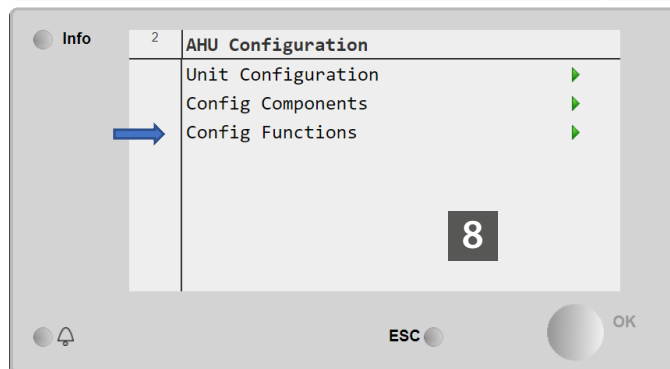 Info
2
AHU Configuration
Unit Configuration
Config Components
Config Functions
8
ESC
OK